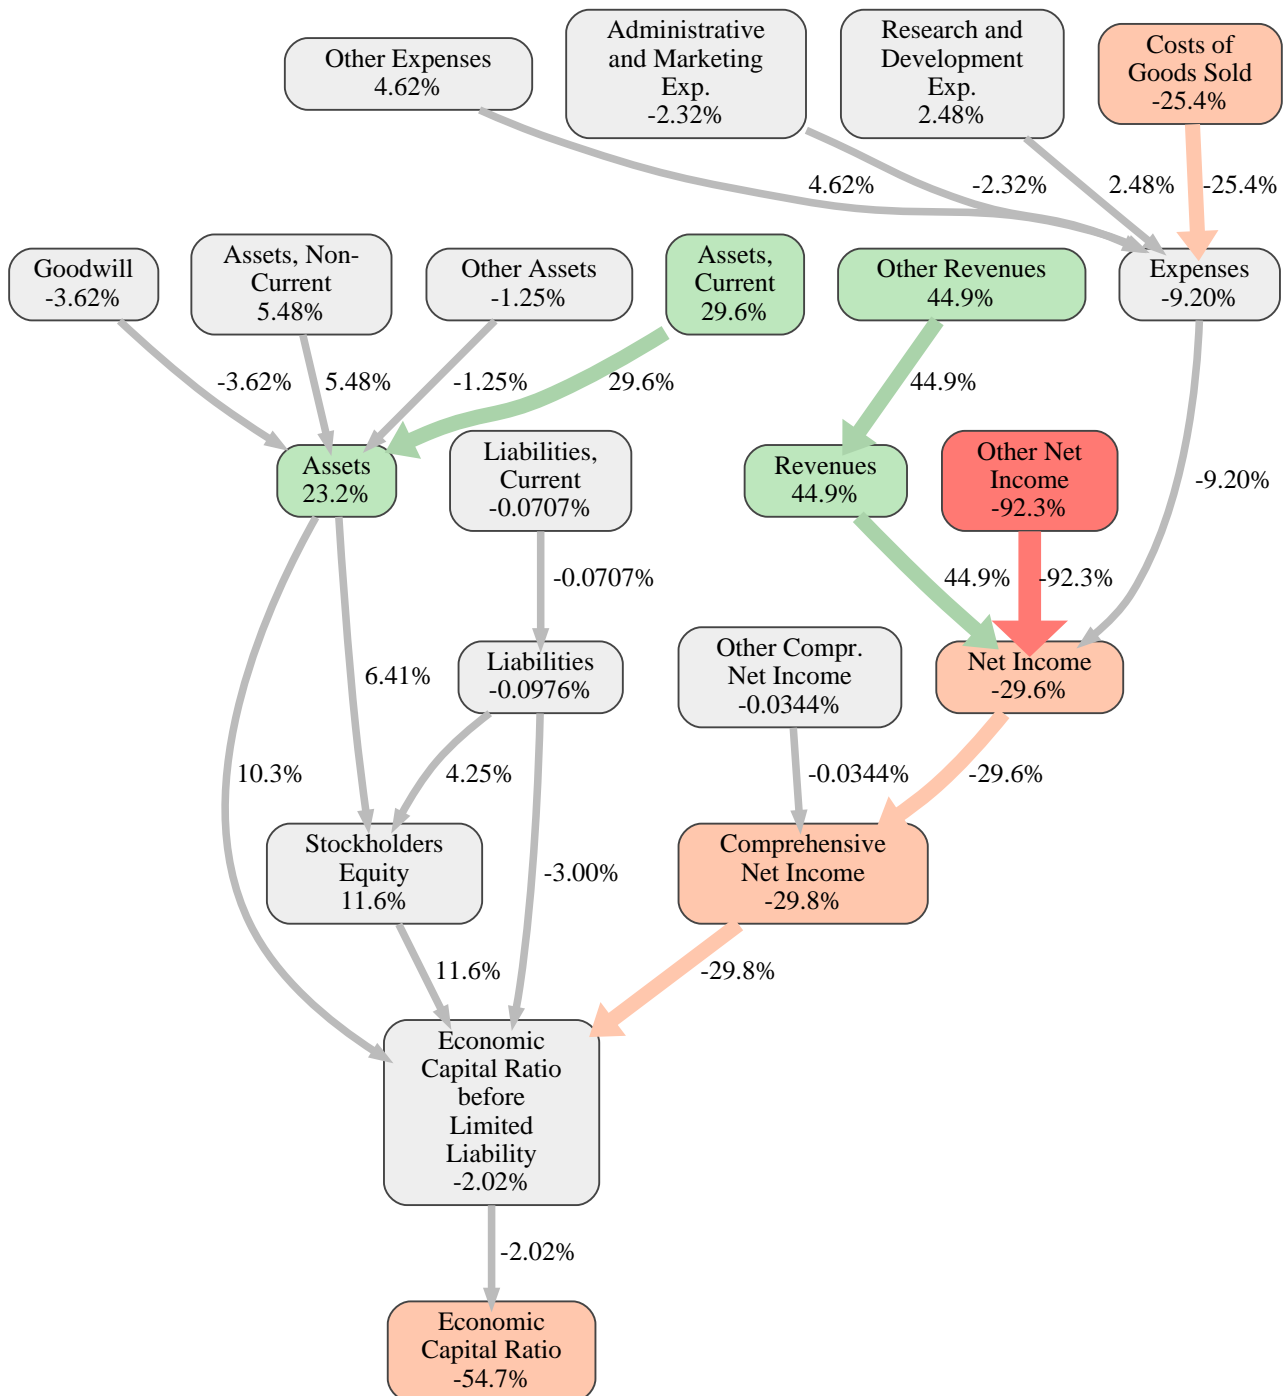 Other Expenses
4.62%
Administrative
and Marketing
Exp.
-2.32%
Research and
Development
Exp.
2.48%
Costs of
Goods Sold
-25.4%
4.62%
-2.32%
2.48%
-25.4%
Goodwill
-3.62%
Assets, Non-
Current
5.48%
Other Assets
-1.25%
Assets,
Current
29.6%
Other Revenues
44.9%
Expenses
-9.20%
-3.62%
5.48%
-1.25%
29.6%
44.9%
Assets
23.2%
Liabilities,
Current
-0.0707%
Revenues
44.9%
Other Net
Income
-92.3%
-9.20%
-0.0707%
44.9%
-92.3%
6.41%
Liabilities
-0.0976%
Other Compr.
Net Income
-0.0344%
Net Income
-29.6%
10.3%
4.25%
-0.0344%
-29.6%
Stockholders
Equity
11.6%
-3.00%
Comprehensive
Net Income
-29.8%
11.6%
-29.8%
Economic
Capital Ratio
before
Limited
Liability
-2.02%
-2.02%
Economic
Capital Ratio
-54.7%